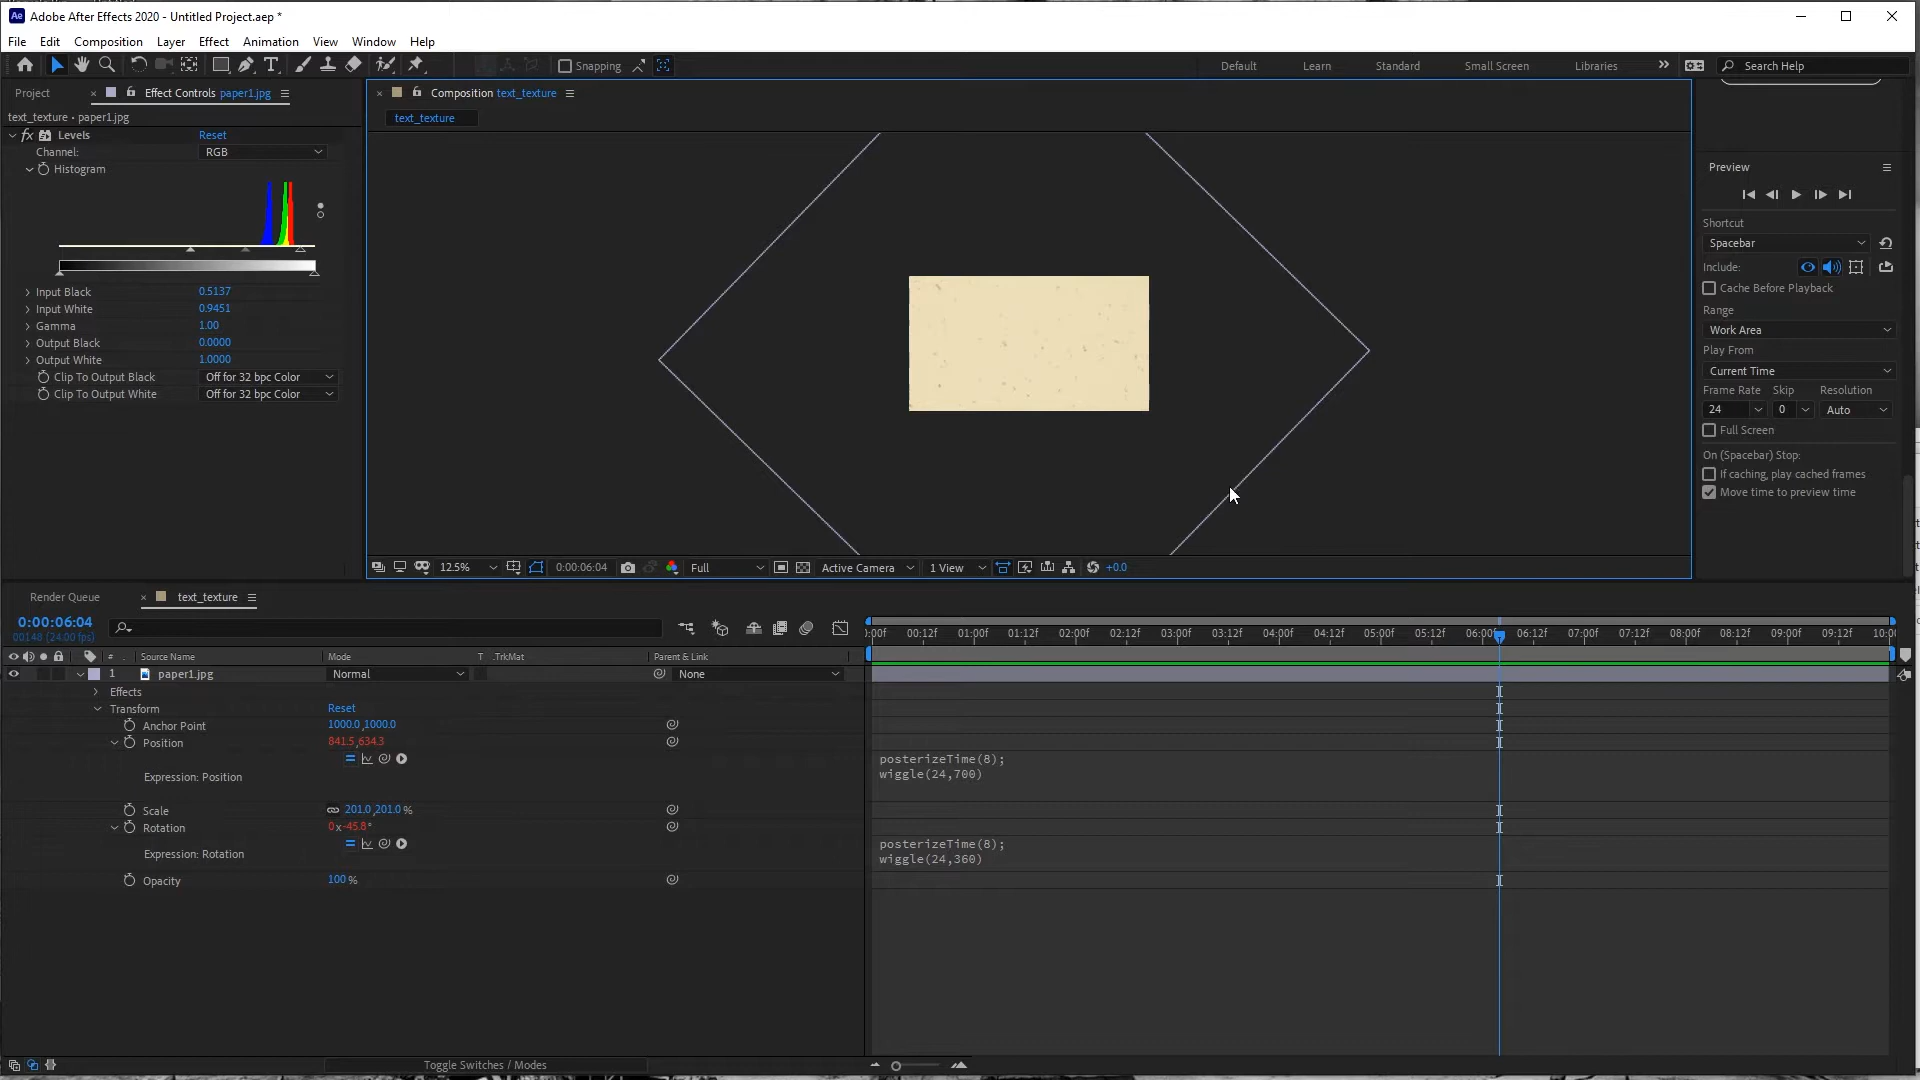 Ae Adobe After Effects 2020 - Untitled Project.aep *
File Edit Composition Layer Effect Animation View Window Help
Snapping Default Learn Standard Small Screen Libraries Search Help
Project Effect Controls paper1.jpg
text_texture • paper1.jpg
fx Levels Reset
Channel: RGB
Histogram
Input Black 0.5137
Input White 0.9451
Gamma 1.00
Output Black 0.0000
Output White 1.0000
Clip To Output Black Off for 32 bpc Color
Clip To Output White Off for 32 bpc Color
Composition text_texture
text_texture
12.5% 0:00:06:04 Full Active Camera 1 View +0.0
Preview
Shortcut
Spacebar
Include:
Cache Before Playback
Range
Work Area
Play From
Current Time
Frame Rate Skip Resolution
24 0 Auto
Full Screen
On (Spacebar) Stop:
If caching, play cached frames
Move time to preview time
Render Queue text_texture
0:00:06:04
00148 (24.00 fps)
:00f 00:12f 01:00f 01:12f 02:00f 02:12f 03:00f 03:12f 04:00f 04:12f 05:00f 05:12f 06:00f 06:12f 07:00f 07:12f 08:00f 08:12f 09:00f 09:12f 10:0
# Source Name Mode T .TrkMat Parent & Link
1 paper1.jpg Normal None
Effects
Transform Reset
Anchor Point 1000.0,1000.0
Position 841.5,634.3
Expression: Position
posterizeTime(8);
wiggle(24,700)
Scale 201.0,201.0 %
Rotation 0x-45.8°
Expression: Rotation
posterizeTime(8);
wiggle(24,360)
Opacity 100 %
Toggle Switches / Modes